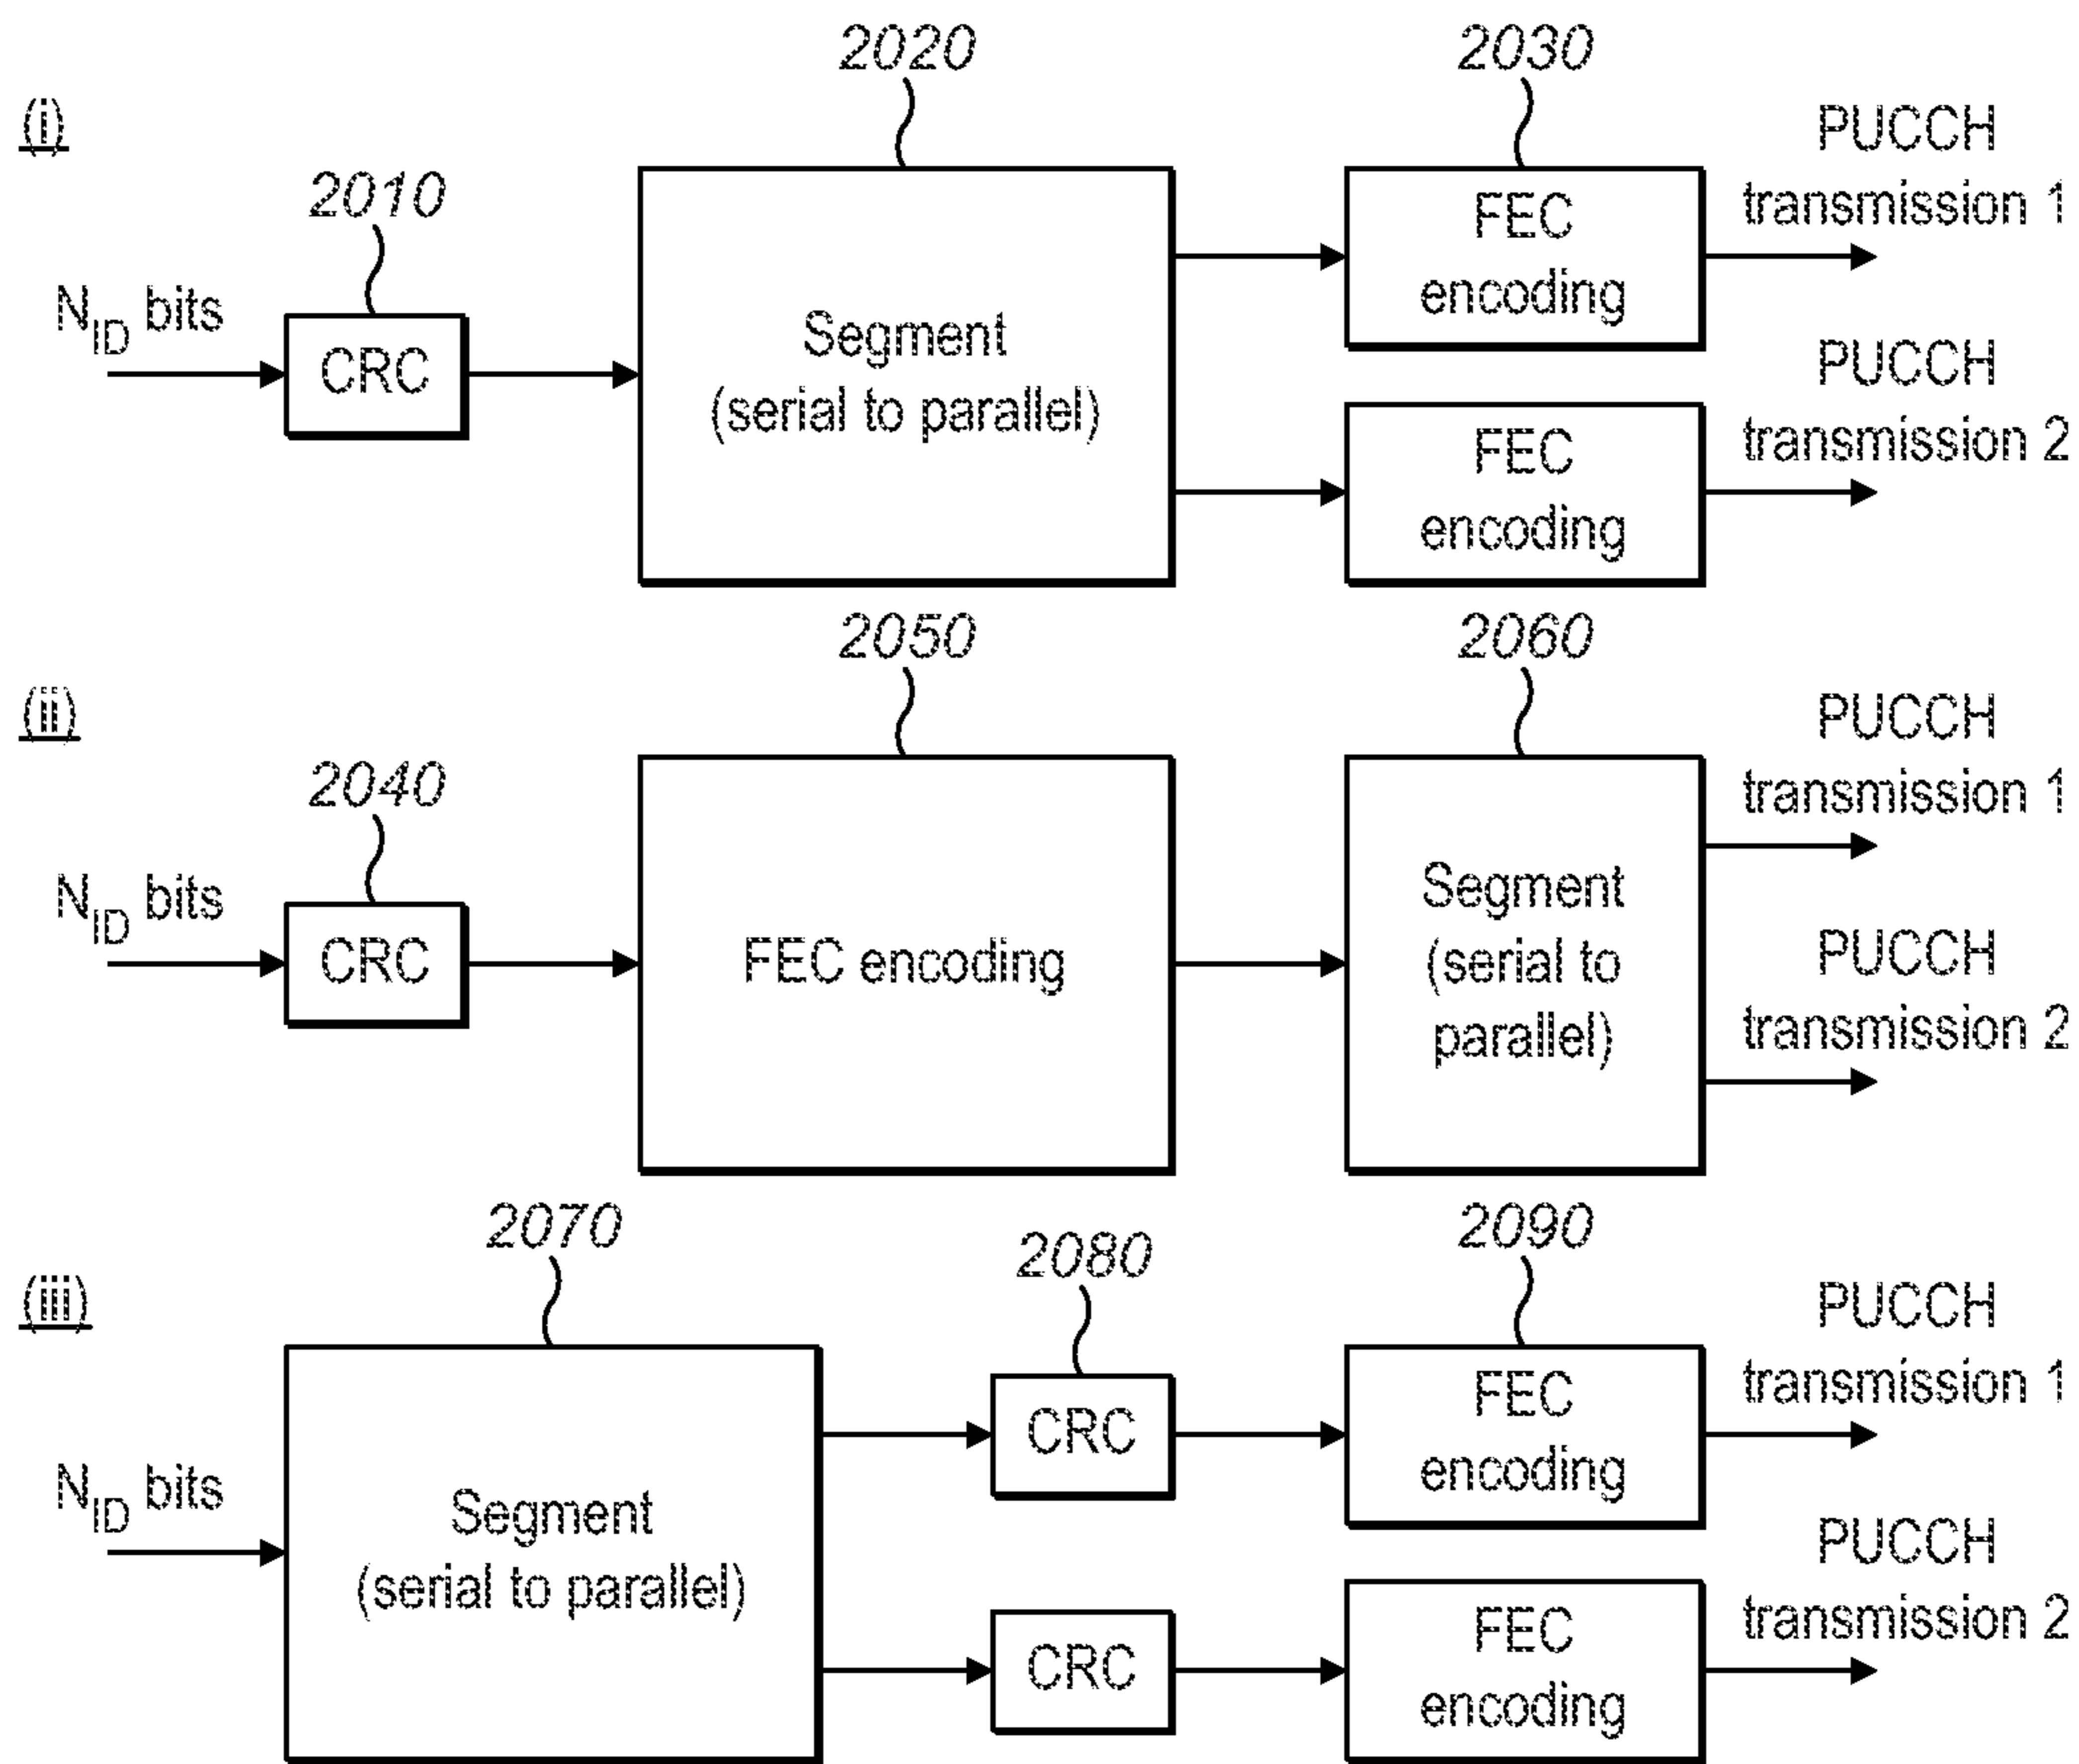 2020
2030
(i)
PUCCH
transmission 1
2010
FEC
encoding
N_ID bits
CRC
Segment
(serial to parallel)
PUCCH
transmission 2
FEC
encoding
2050
2060
(ii)
PUCCH
transmission 1
2040
N_ID bits
CRC
FEC encoding
Segment
(serial to
parallel)
PUCCH
transmission 2
2070
2080
2090
(iii)
PUCCH
transmission 1
CRC
FEC
encoding
N_ID bits
Segment
(serial to parallel)
PUCCH
transmission 2
CRC
FEC
encoding